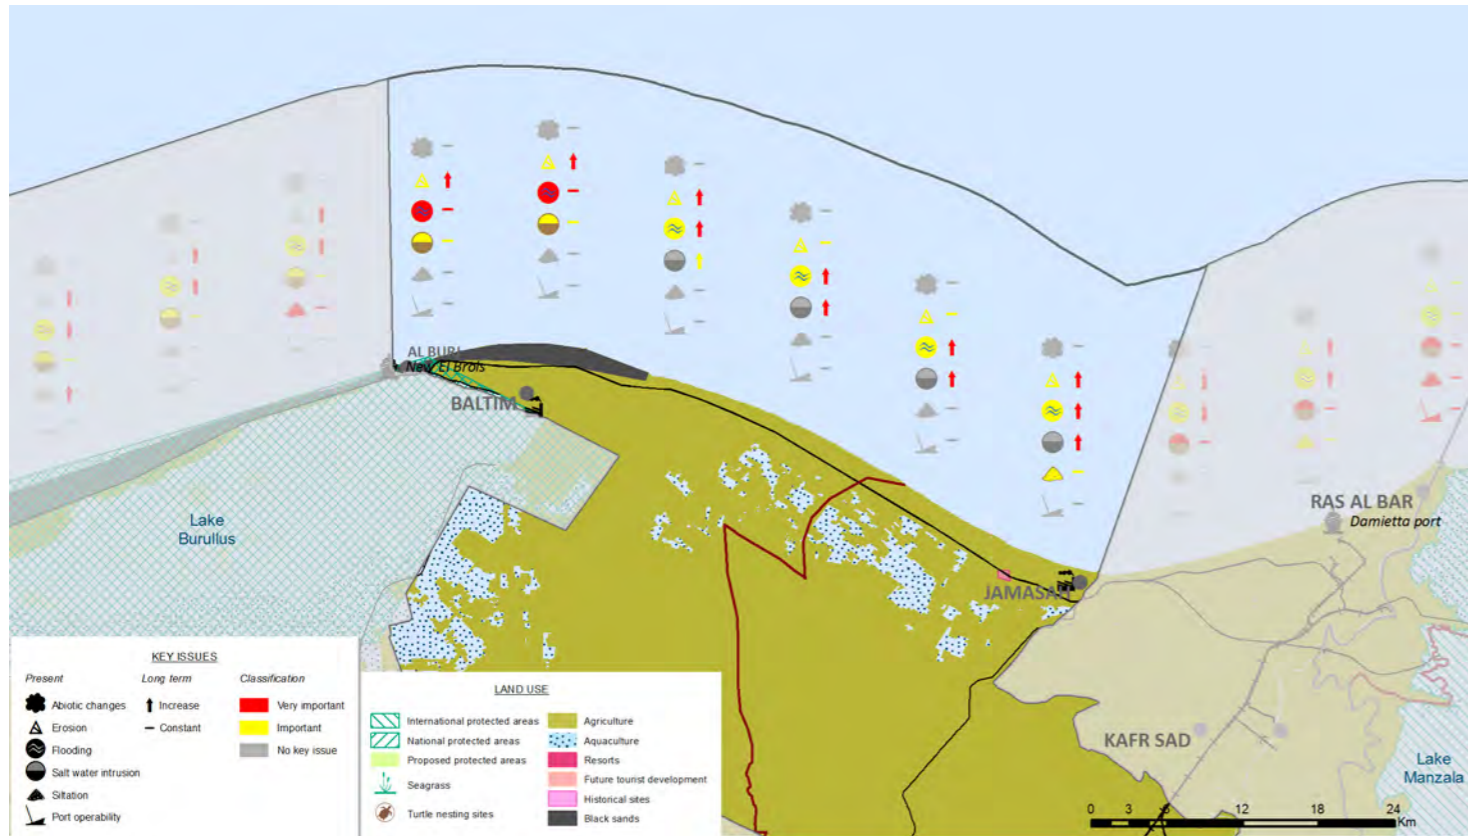 AL BURJ
New El Brols
BALTIM
Lake
Burullus
RAS AL BAR
Damietta port
JAMASAH
KAFR SAD
Lake
Manzala
KEY ISSUES
Present Long term Classification
Abiotic changes Increase Very important
Erosion Constant Important
Flooding No key issue
Salt water intrusion
Siltation
Port operability
LAND USE
International protected areas Agriculture
National protected areas Aquaculture
Proposed protected areas Resorts
Seagrass Future tourist development
Historical sites
Turtle nesting sites Black sands
0 3 6 12 18 24
Km